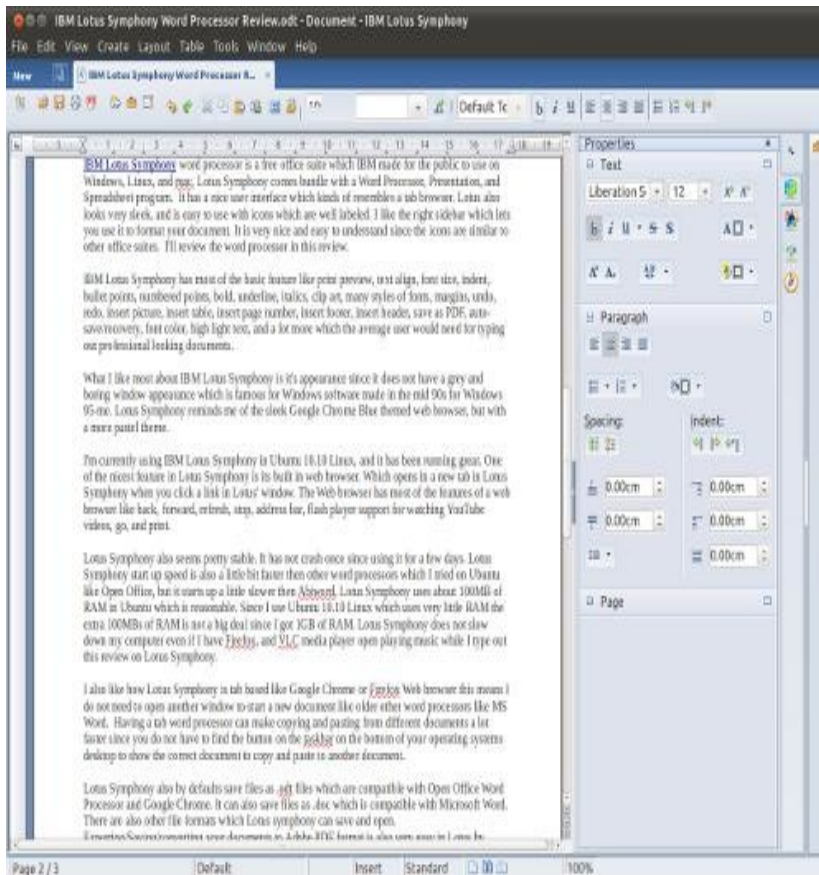 IBM Lotus Symphony Word Processor Review.odt - Document - IBM Lotus Symphony
File Edit View Create Layout Table Tools Window Help
New IBM Lotus Symphony Word Processor R...
Default Te
Properties
Text
Liberation S 12
IBM Lotus Symphony word processor is a free office suite which IBM made for the public to use on
Windows, Linux, and mac. Lotus Symphony comes bundle with a Word Processor, Presentation, and
Spreadsheet program. It has a nice user interface which kinds of resembles a tab browser. Lotus also
looks very sleek, and is easy to use with icons which are well labeled. I like the right sidebar which lets
you use it to format your document. It is very nice and easy to understand since the icons are similar to
other office suites. I'll review the word processor in this review.
IBM Lotus Symphony has most of the basic feature like print preview, text align, font size, indent,
bullet points, numbered points, bold, underline, italics, clip art, many styles of fonts, margins, undo,
redo, insert picture, insert table, insert page number, insert footer, insert header, save as PDF, auto-
save/recovery, font color, high light text, and a lot more which the average user would need for typing
out professional looking documents.
What I like most about IBM Lotus Symphony is it's appearance since it does not have a grey and
boring window appearance which is famous for Windows software made in the mid 90s for Windows
95-me. Lotus Symphony reminds me of the sleek Google Chrome Blue themed web browser, but with
a more pastel theme.
I'm currently using IBM Lotus Symphony in Ubuntu 10.10 Linux, and it has been running great. One
of the nicest feature in Lotus Symphony is its built in web browser. Which opens in a new tab in Lotus
Symphony when you click a link in Lotus' window. The Web browser has most of the features of a web
browser like back, forward, refresh, stop, address bar, flash player support for watching YouTube
videos, go, and print.
Lotus Symphony also seems pretty stable. It has not crash once since using it for a few days. Lotus
Symphony start up speed is also a little bit faster then other word processors which I tried on Ubuntu
like Open Office, but it starts up a little slower then Abiword. Lotus Symphony uses about 100MB of
RAM in Ubuntu which is reasonable. Since I use Ubuntu 10.10 Linux which uses very little RAM the
extra 100MBs of RAM is not a big deal since I got 1GB of RAM. Lotus Symphony does not slow
down my computer even if I have Firefox, and VLC media player open playing music while I type out
this review on Lotus Symphony.
I also like how Lotus Symphony is tab based like Google Chrome or Firefox Web browser this means I
do not need to open another window to start a new document like older other word processors like MS
Word. Having a tab word processor can make copying and pasting from different documents a lot
faster since you do not have to find the button on the taskbar on the bottom of your operating systems
desktop to show the correct document to copy and paste in another document.
Lotus Symphony also by defaults save files as .odt files which are compatible with Open Office Word
Processor and Google Chrome. It can also save files as .doc which is compatible with Microsoft Word.
There are also other file formats which Lotus symphony can save and open.
Exporting/Saving/converting your documents to Adobe PDF format is also very easy in Lotus by
Paragraph
Spacing: Indent:
0.00cm 0.00cm
0.00cm 0.00cm
0.00cm
Page
Page 2 / 3 Default Insert Standard 100%